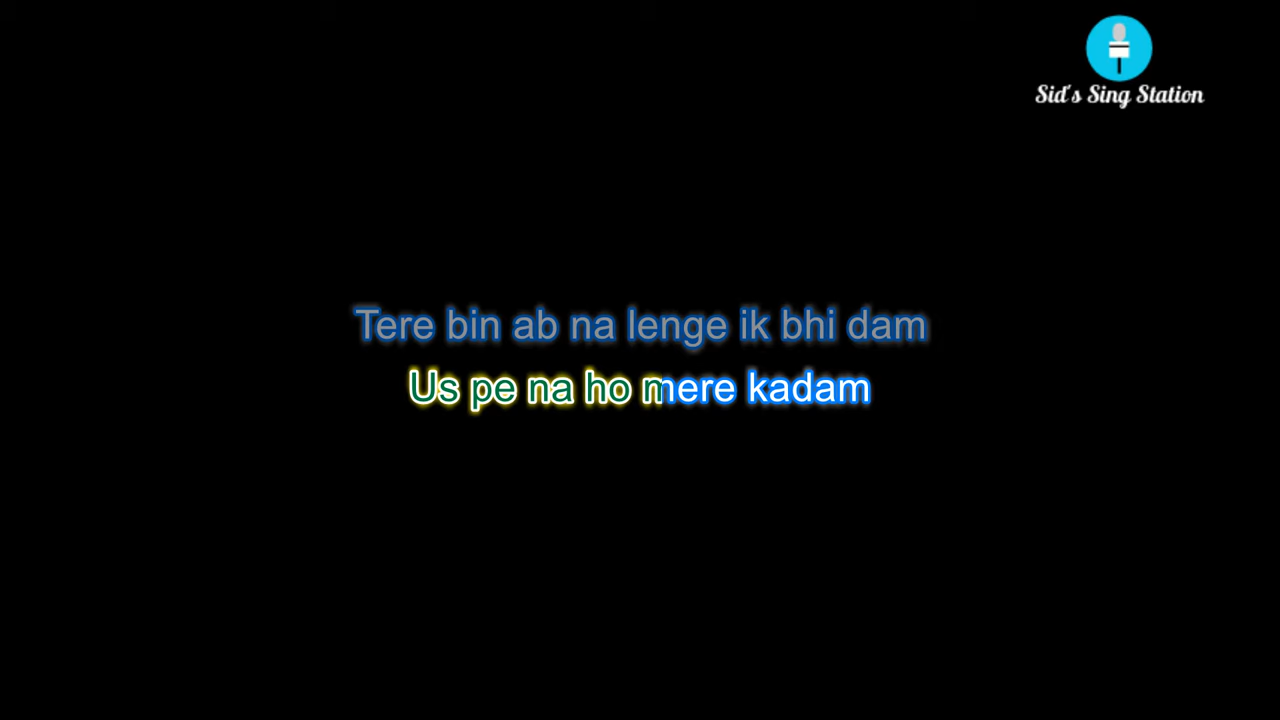 Sid's Sing Station
Tere bin ab na lenge ik bhi dam
Us pe na ho mere kadam